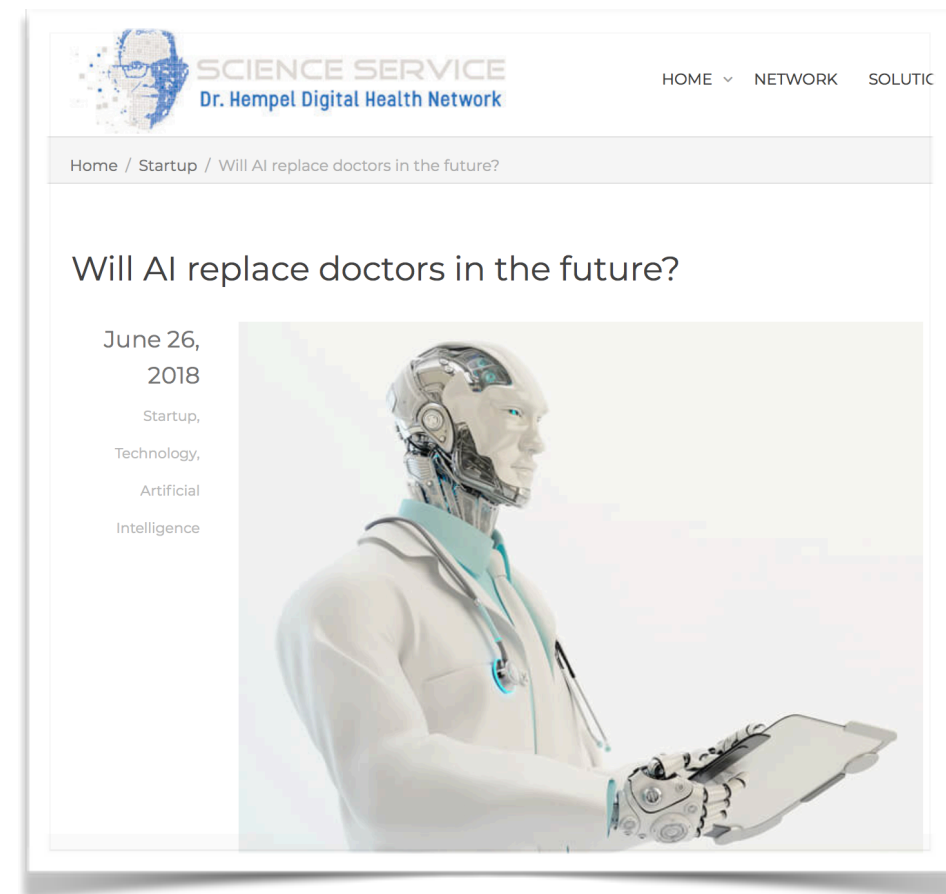 SCIENCE SERVICE
Dr. Hempel Digital Health Network
HOME NETWORK SOLUTIC
Home / Startup / Will AI replace doctors in the future?
Will AI replace doctors in the future?
June 26,
2018
Startup,
Technology,
Artificial
Intelligence